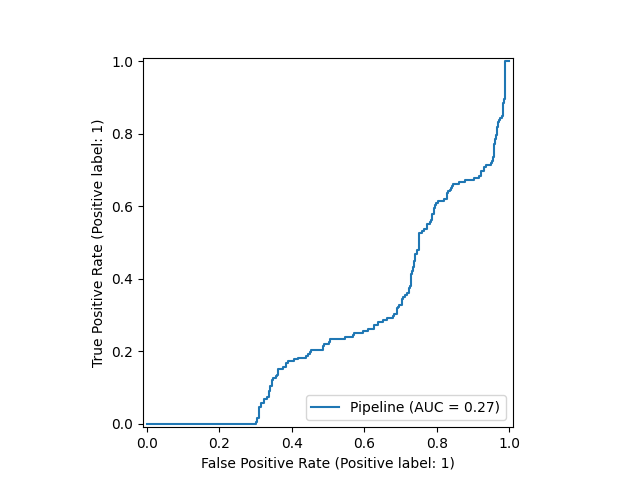 1.0
0.8
0.6
0.4
0.2
0.0
True Positive Rate (Positive label: 1)
Pipeline (AUC = 0.27)
0.0 0.2 0.4 0.6 0.8 1.0
False Positive Rate (Positive label: 1)